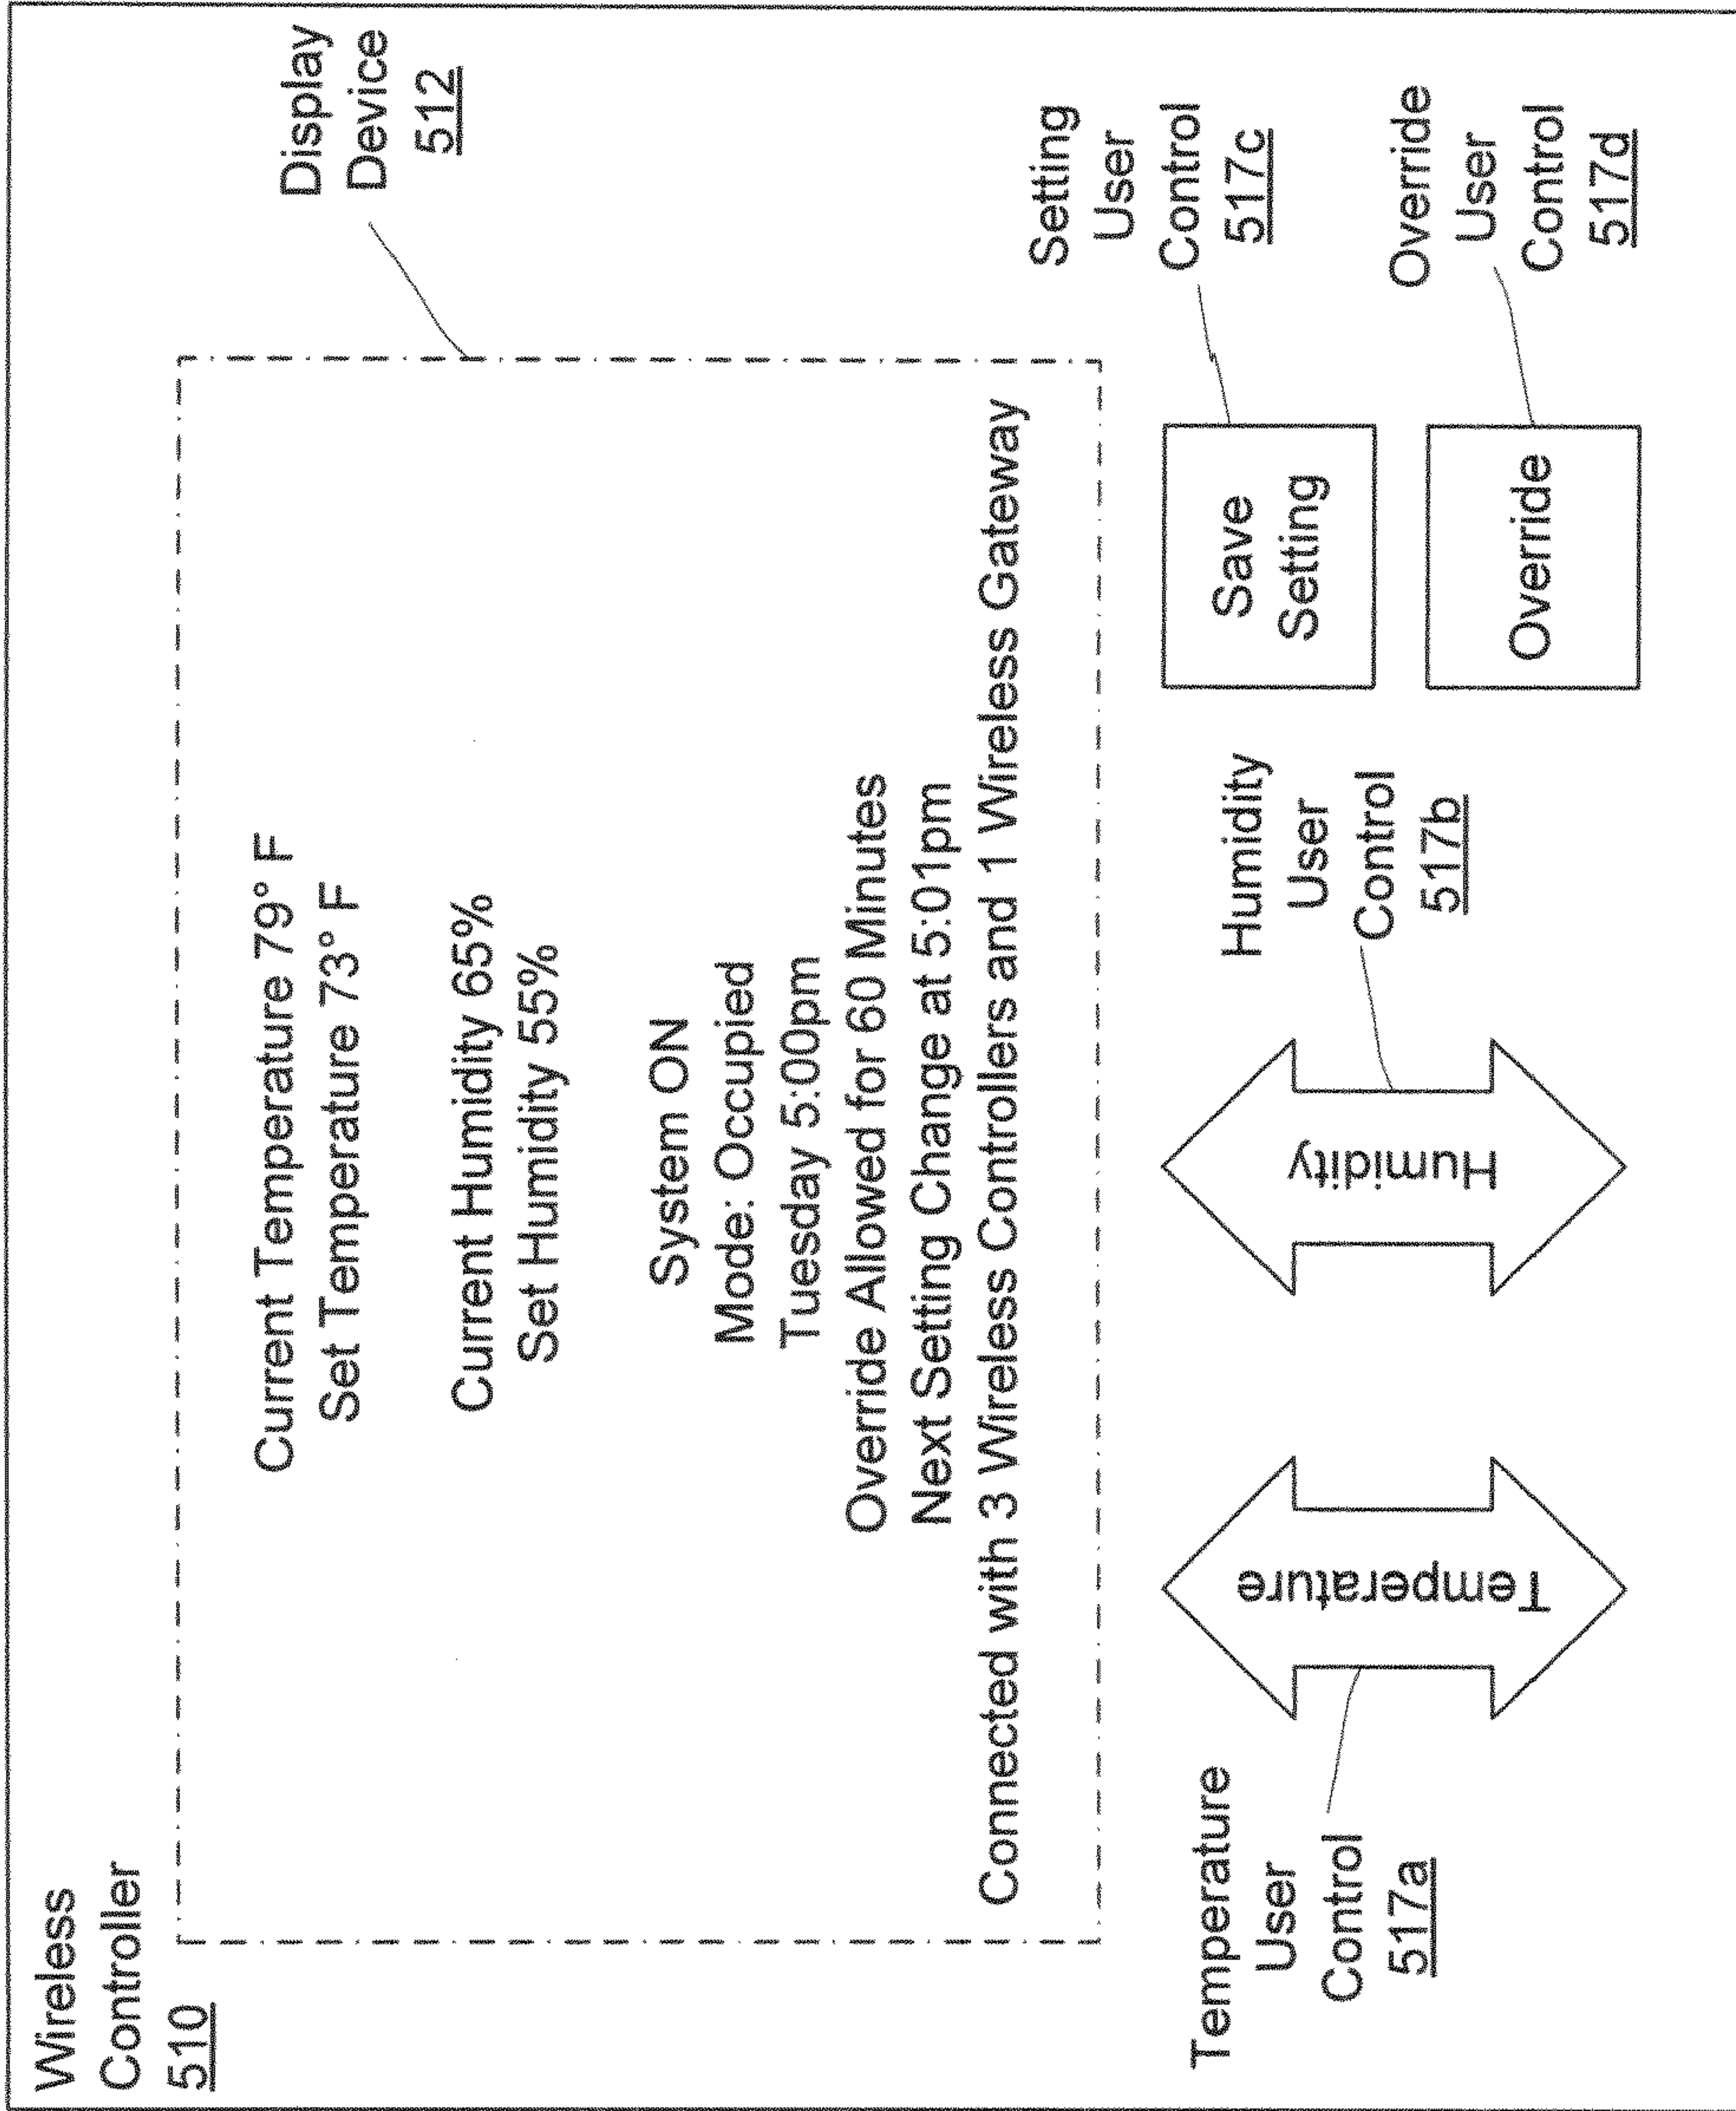 Wireless
Controller
510
Display
Device
512
Current Temperature 79° F
Set Temperature 73° F
Current Humidity 65%
Set Humidity 55%
System ON
Mode: Occupied
Tuesday 5:00pm
Override Allowed for 60 Minutes
Next Setting Change at 5:01pm
Connected with 3 Wireless Controllers and 1 Wireless Gateway
Temperature
User
Control
517a
Temperature
Humidity
Humidity
User
Control
517b
Save
Setting
Setting
User
Control
517c
Override
Override
User
Control
517d